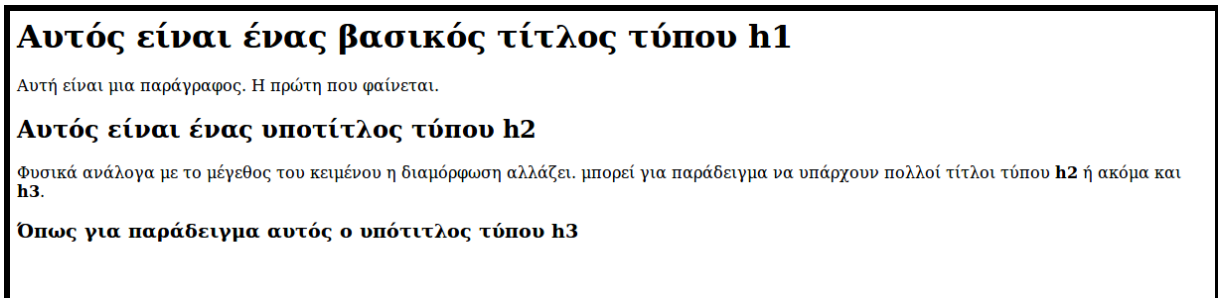 Αυτός είναι ένας βασικός τίτλος τύπου h1
Αυτή είναι μια παράγραφος. Η πρώτη που φαίνεται.
Αυτός είναι ένας υποτίτλος τύπου h2
Φυσικά ανάλογα με το μέγεθος του κειμένου η διαμόρφωση αλλάζει. μπορεί για παράδειγμα να υπάρχουν πολλοί τίτλοι τύπου h2 ή ακόμα και
h3.
Όπως για παράδειγμα αυτός ο υπότιτλος τύπου h3